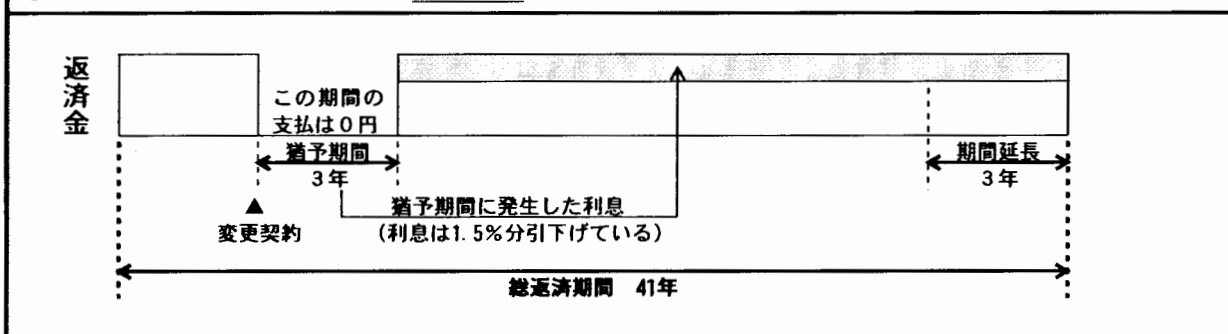 返済金
この期間の
支払は0円
猶予期間
3年
期間延長
3年
▲
変更契約
猶予期間に発生した利息
(利息は1.5%分引下げている)
総返済期間 41年